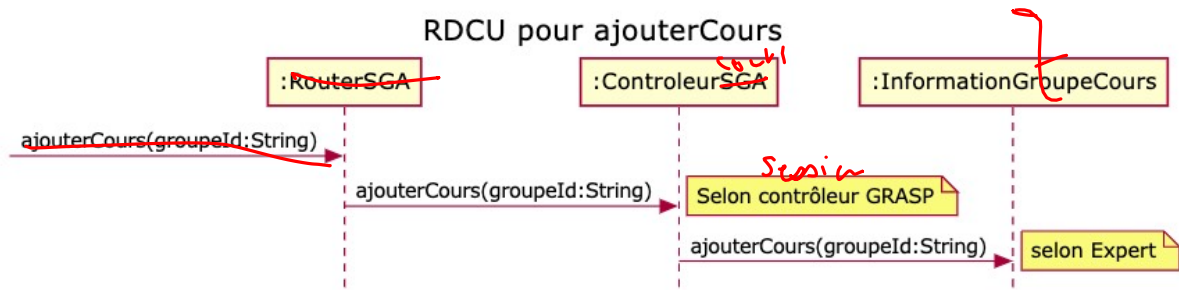 RDCU pour ajouterCours
:RouterSGA
:ControleurSGA
:InformationGroupeCours
ajouterCours(groupeId:String)
Session
ajouterCours(groupeId:String)
Selon contrôleur GRASP
ajouterCours(groupeId:String)
selon Expert